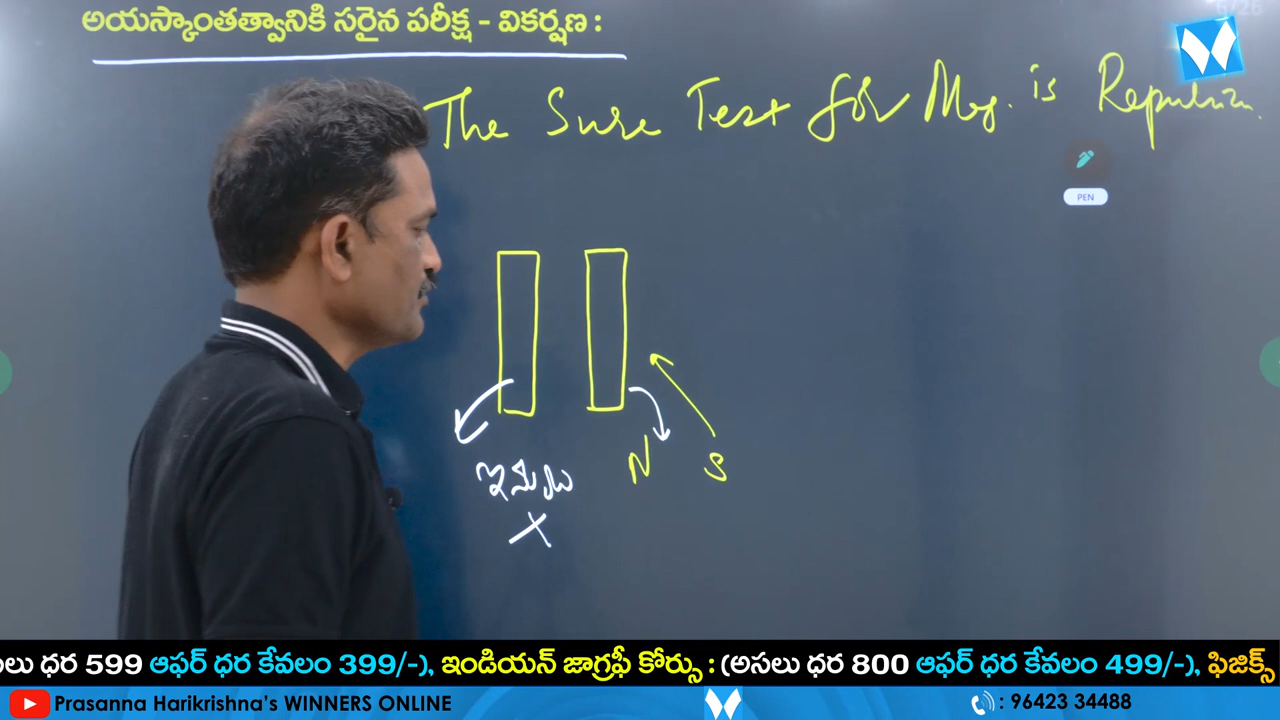 అయస్కాంతత్వానికి సరైన పరీక్ష - వికర్షణ :
The Sure Test for Mag. is Repulsion.
PEN
N S
ఇనుము
X
సలు ధర 599 ఆఫర్ ధర కేవలం 399/-), ఇండియన్ జాగ్రఫీ కోర్సు : (అసలు ధర 800 ఆఫర్ ధర కేవలం 499/-), ఫిజిక్స్
Prasanna Harikrishna's WINNERS ONLINE
: 96423 34488